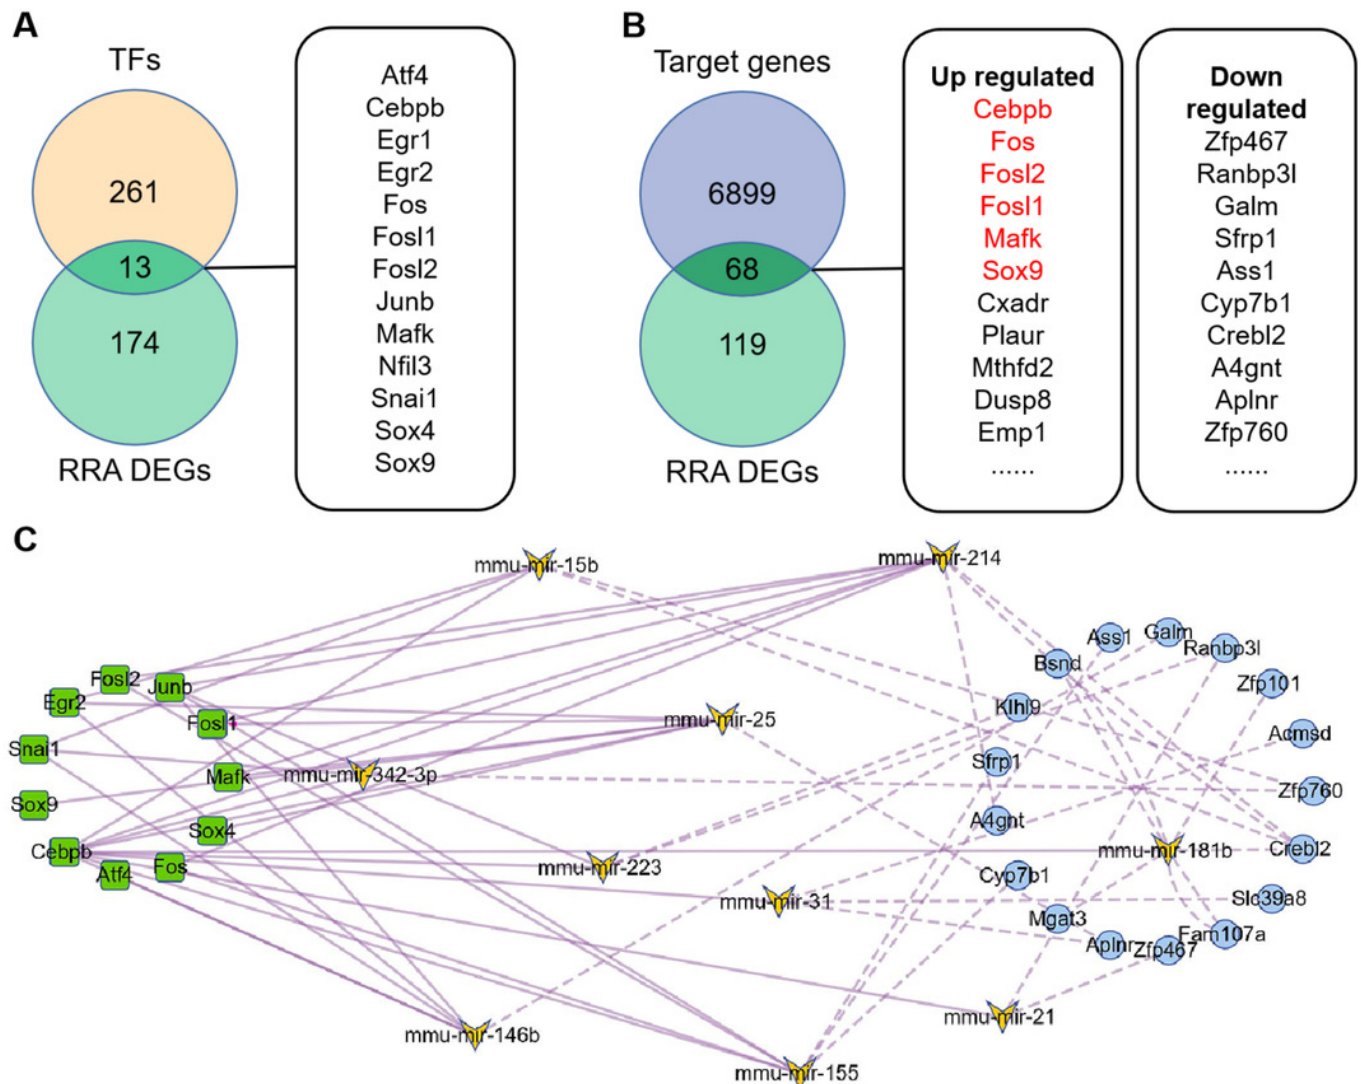 A
TFs
261
13
174
RRA DEGs
Atf4
Cebpb
Egr1
Egr2
Fos
Fosl1
Fosl2
Junb
Mafk
Nfil3
Snai1
Sox4
Sox9
B
Target genes
6899
68
119
RRA DEGs
Up regulated
Cebpb
Fos
Fosl2
Fosl1
Mafk
Sox9
Cxadr
Plaur
Mthfd2
Dusp8
Emp1
......
Down
regulated
Zfp467
Ranbp3l
Galm
Sfrp1
Ass1
Cyp7b1
Crebl2
A4gnt
Aplnr
Zfp760
......
C
mmu-mir-15b
mmu-mir-214
Fosl2
Junb
Egr2
Fosl1
Snai1
Mafk
Sox9
Sox4
Cebpb
Atf4
Fos
mmu-mir-25
mmu-mir-342-3p
mmu-mir-223
mmu-mir-31
mmu-mir-181b
mmu-mir-21
mmu-mir-146b
mmu-mir-155
Ass1
Galm
Ranbp3l
Bsnd
Zfp101
Klhl9
Acmsd
Sfrp1
Zfp760
A4gnt
Crebl2
Cyp7b1
Slc39a8
Mgat3
Fam107a
Aplnr
Zfp467